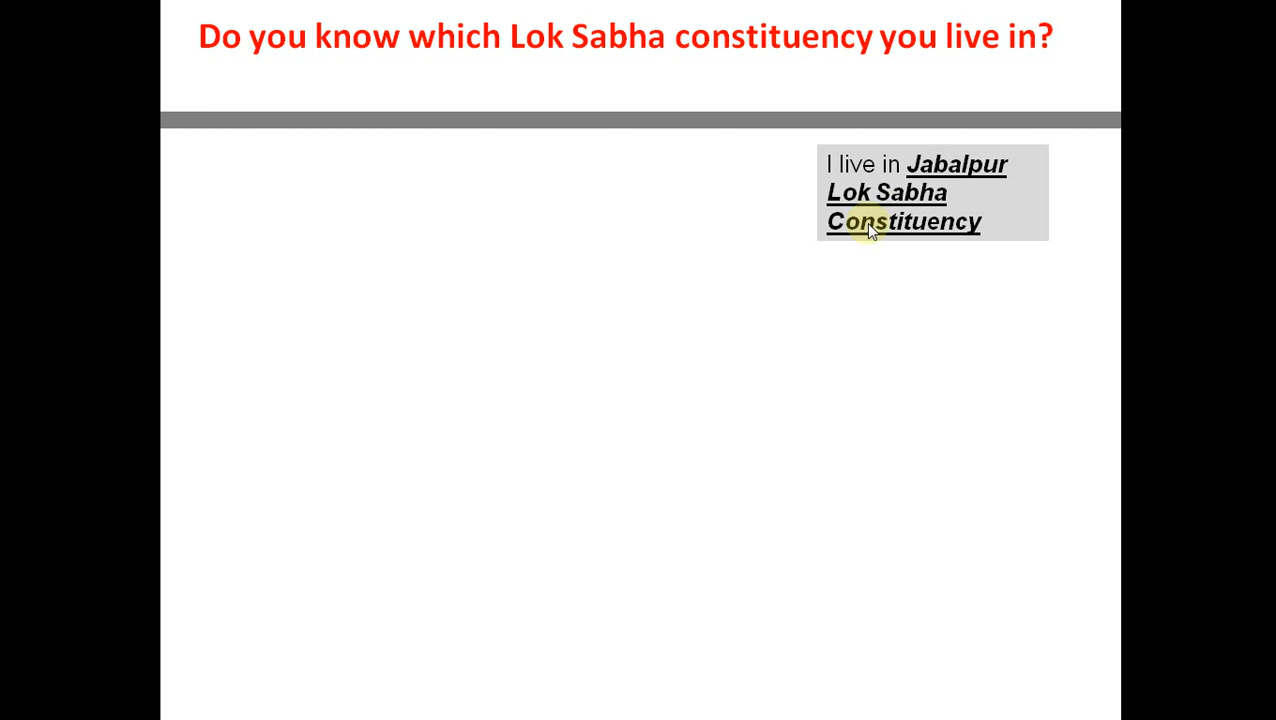 Do you know which Lok Sabha constituency you live in?
I live in Jabalpur
Lok Sabha
Constituency